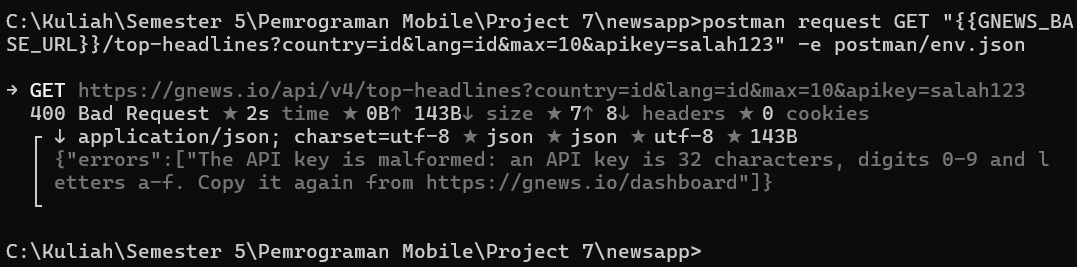 C:\Kuliah\Semester 5\Pemrograman Mobile\Project 7\newsapp>postman request GET "{{GNEWS_BA
SE_URL}}/top-headlines?country=id&lang=id&max=10&apikey=salah123" -e postman/env.json
→ GET https://gnews.io/api/v4/top-headlines?country=id&lang=id&max=10&apikey=salah123
400 Bad Request ★ 2s time ★ 0B↑ 143B↓ size ★ 7↑ 8↓ headers ★ 0 cookies
┌ ↓ application/json; charset=utf-8 ★ json ★ json ★ utf-8 ★ 143B
│ {"errors":["The API key is malformed: an API key is 32 characters, digits 0-9 and l
│ etters a-f. Copy it again from https://gnews.io/dashboard"]}
└
C:\Kuliah\Semester 5\Pemrograman Mobile\Project 7\newsapp>